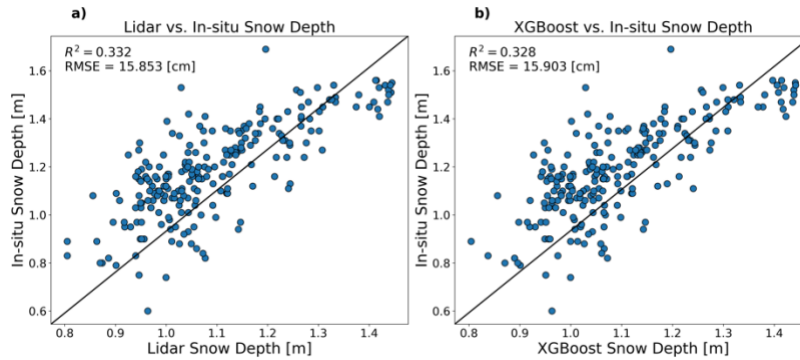 a)
Lidar vs. In-situ Snow Depth
R² = 0.332
RMSE = 15.853 [cm]
In-situ Snow Depth [m]
1.6
1.4
1.2
1.0
0.8
0.6
0.8 0.9 1.0 1.1 1.2 1.3 1.4
Lidar Snow Depth [m]
b)
XGBoost vs. In-situ Snow Depth
R² = 0.328
RMSE = 15.903 [cm]
In-situ Snow Depth [m]
1.6
1.4
1.2
1.0
0.8
0.6
0.8 0.9 1.0 1.1 1.2 1.3 1.4
XGBoost Snow Depth [m]